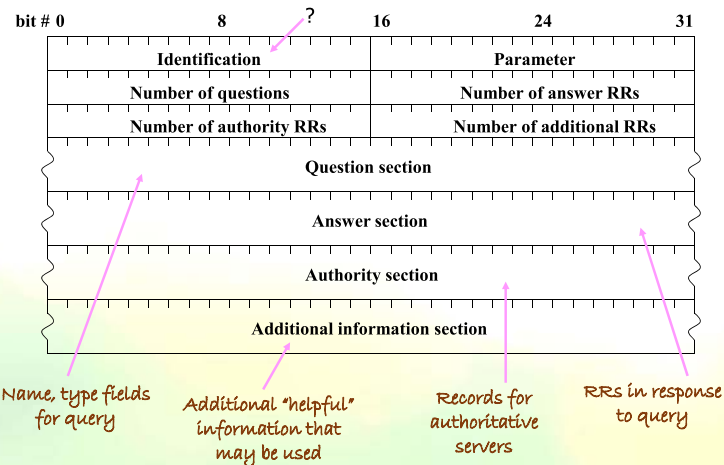 bit # 0 8 ? 16 24 31
Identification Parameter
Number of questions Number of answer RRs
Number of authority RRs Number of additional RRs
Question section
Answer section
Authority section
Additional information section
Name, type fields
for query
Additional "helpful"
information that
may be used
Records for
authoritative
servers
RRs in response
to query